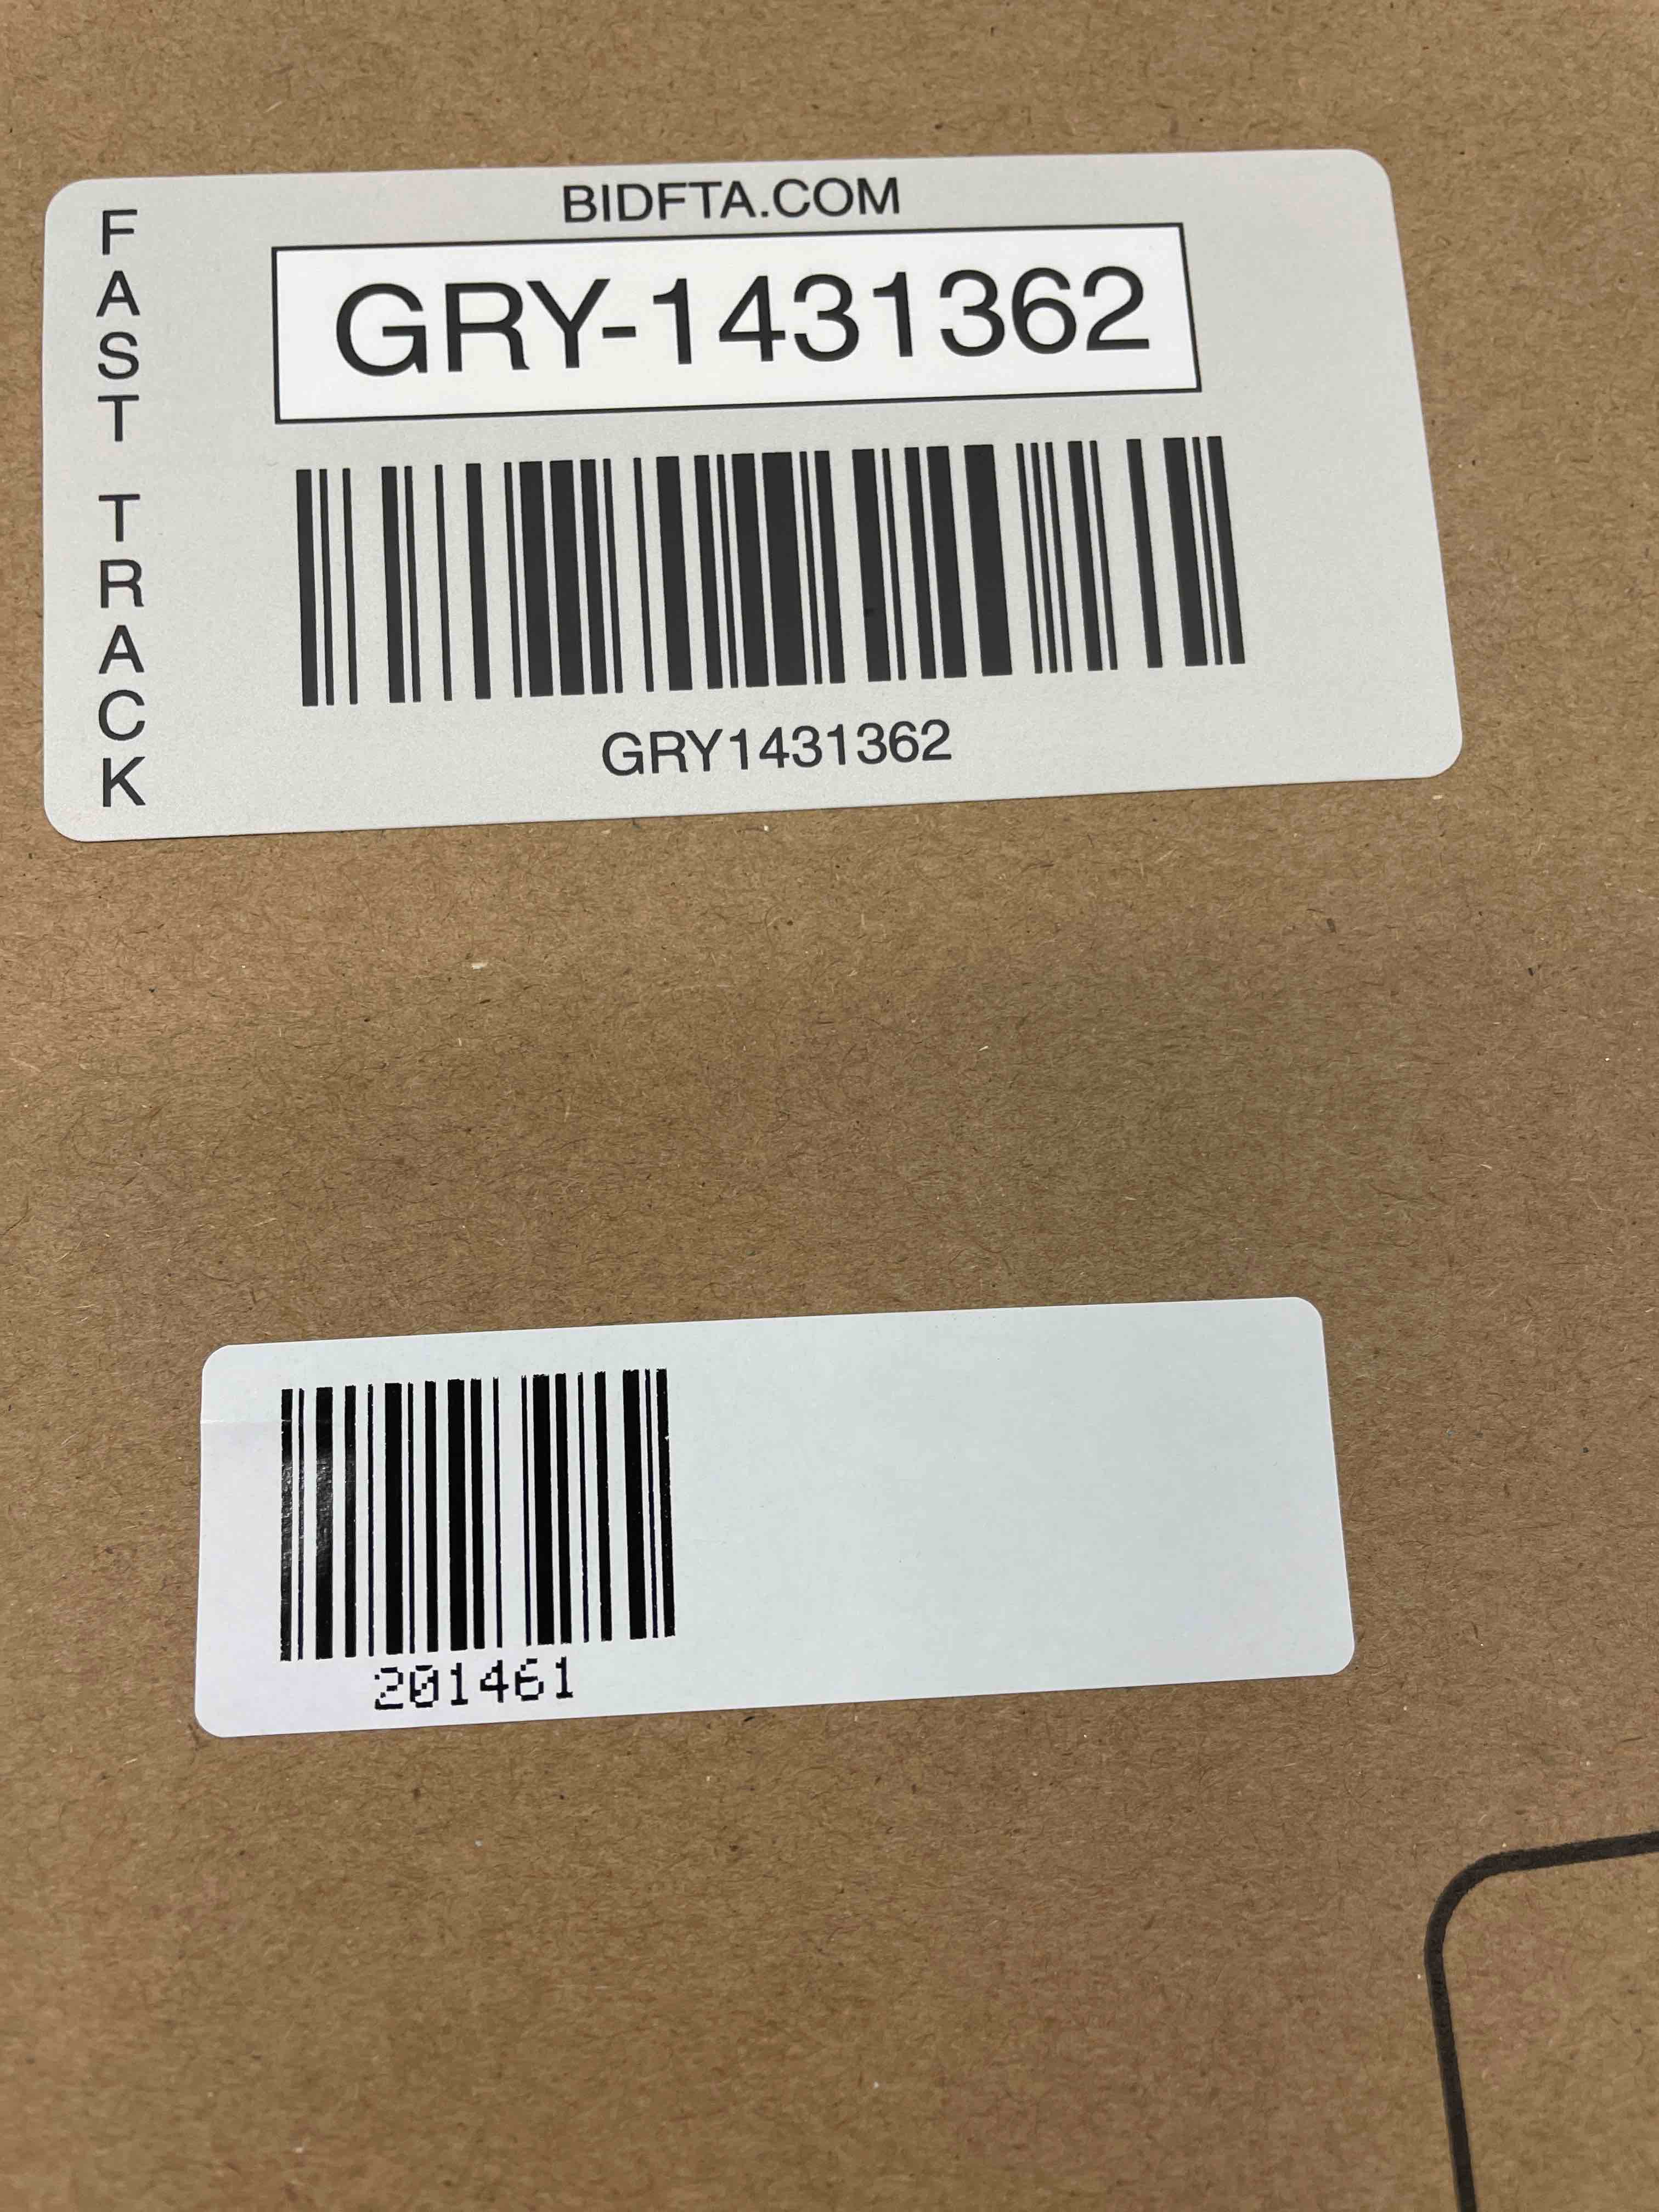 FAST TRACK
BIDFTA.COM
GRY-1431362
GRY1431362
201461